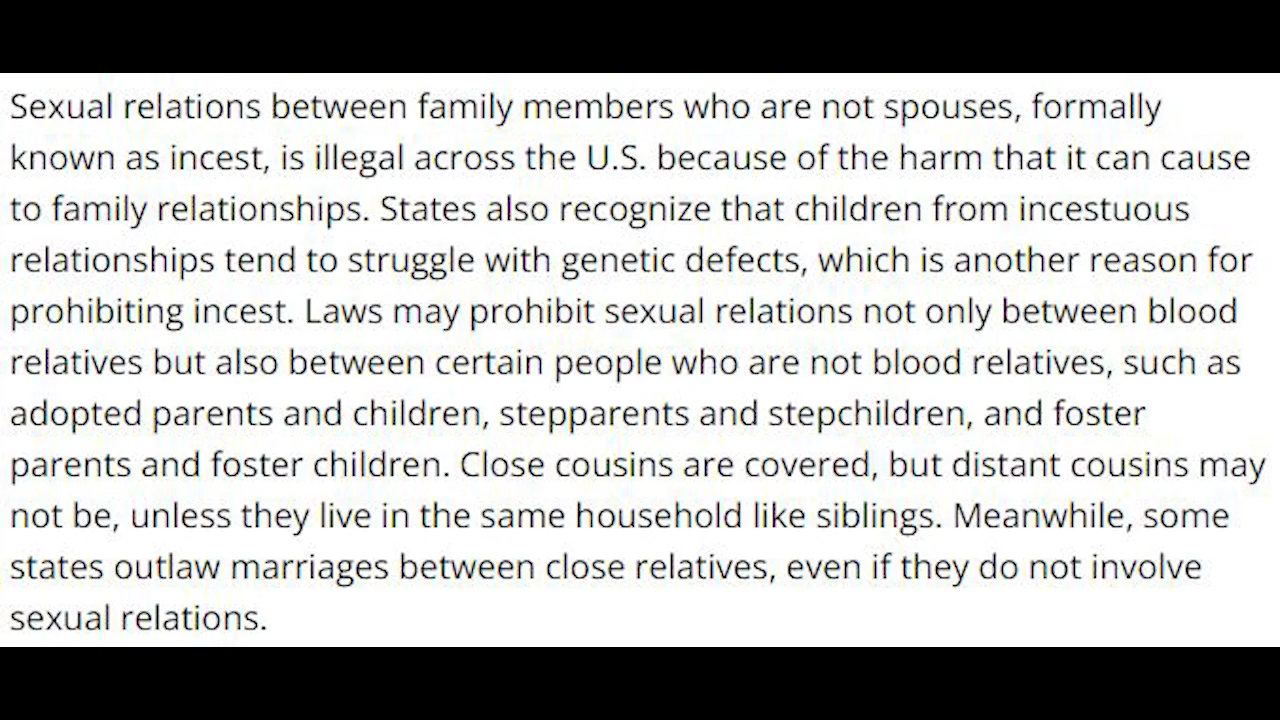 Sexual relations between family members who are not spouses, formally
known as incest, is illegal across the U.S. because of the harm that it can cause
to family relationships. States also recognize that children from incestuous
relationships tend to struggle with genetic defects, which is another reason for
prohibiting incest. Laws may prohibit sexual relations not only between blood
relatives but also between certain people who are not blood relatives, such as
adopted parents and children, stepparents and stepchildren, and foster
parents and foster children. Close cousins are covered, but distant cousins may
not be, unless they live in the same household like siblings. Meanwhile, some
states outlaw marriages between close relatives, even if they do not involve
sexual relations.